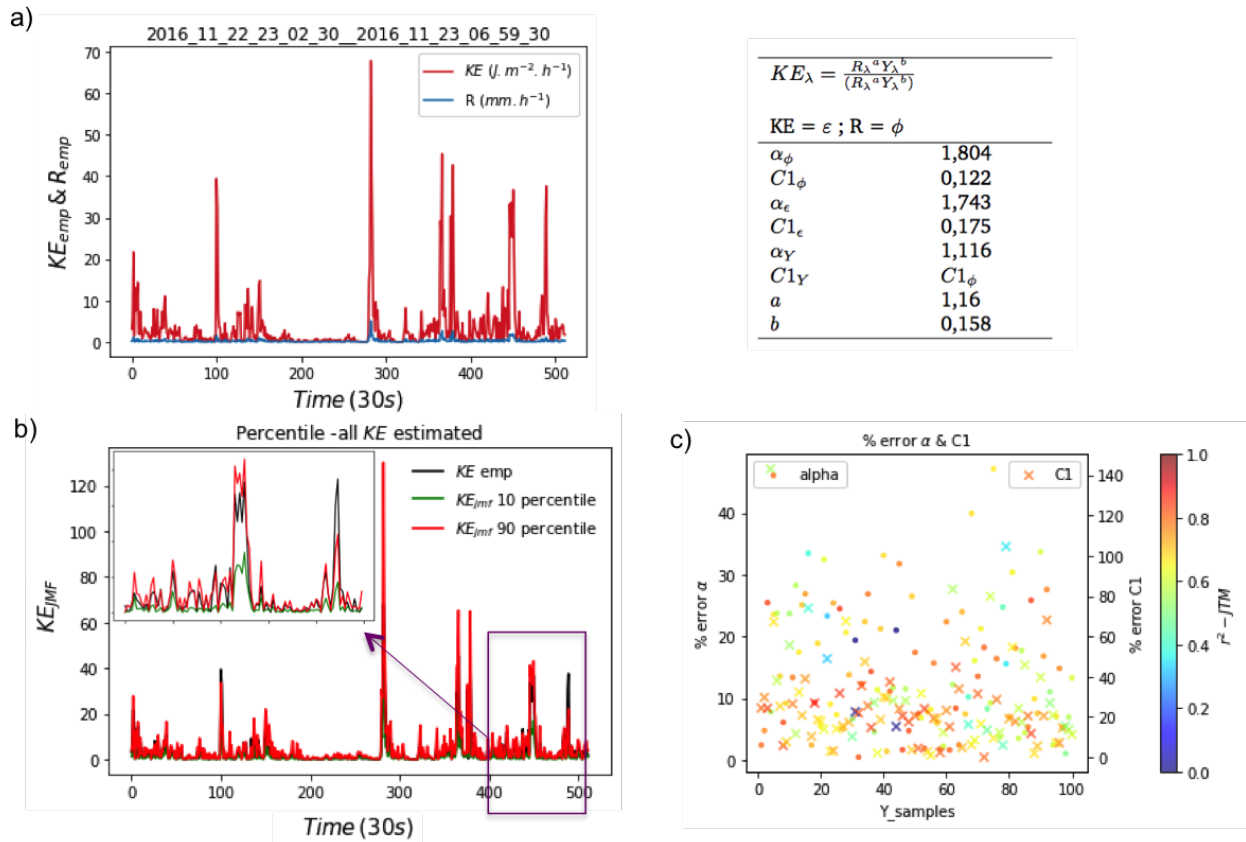 a)
2016_11_22_23_02_30__2016_11_23_06_59_30
KE (J. m⁻². h⁻¹)
R (mm. h⁻¹)
KE_emp & R_emp
70
60
50
40
30
20
10
0
0 100 200 300 400 500
Time (30s)
KE_λ = R_λ^a Y_λ^b / (R_λ^a Y_λ^b)
KE = ε ; R = ϕ
α_ϕ 1,804
C1_ϕ 0,122
α_ϵ 1,743
C1_ϵ 0,175
α_Y 1,116
C1_Y C1_ϕ
a 1,16
b 0,158
b)
Percentile -all KE estimated
KE emp
KE_Jmf 10 percentile
KE_Jmf 90 percentile
KE_JMF
120
100
80
60
40
20
0
0 100 200 300 400 500
Time (30s)
c)
% error α & C1
alpha
C1
% error α
40
30
20
10
0
0 20 40 60 80 100
Y_samples
140
120
100
80
60
40
20
0
% error C1
1.0
0.8
0.6
0.4
0.2
0.0
r² − JTM